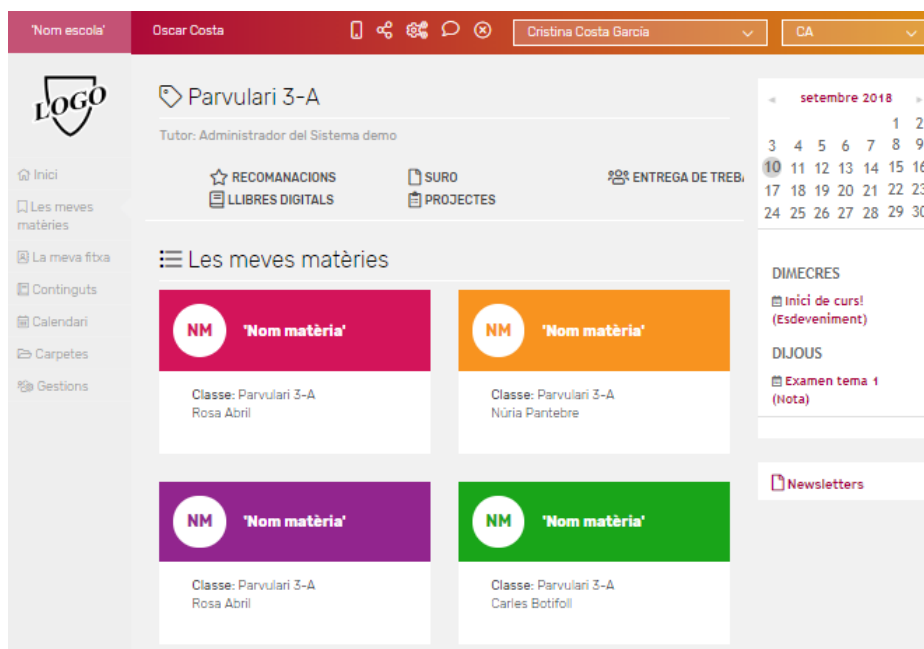 'Nom escola'
Oscar Costa
Cristina Costa Garcia
CA
LOGO
Inici
Les meves
matèries
La meva fitxa
Continguts
Calendari
Carpetes
Gestions
Parvulari 3-A
Tutor: Administrador del Sistema demo
RECOMANACIONS
SURO
ENTREGA DE TREBA
LLIBRES DIGITALS
PROJECTES
Les meves matèries
NM 'Nom matèria'
Classe: Parvulari 3-A
Rosa Abril
NM 'Nom matèria'
Classe: Parvulari 3-A
Núria Pantebre
NM 'Nom matèria'
Classe: Parvulari 3-A
Rosa Abril
NM 'Nom matèria'
Classe: Parvulari 3-A
Carles Botifoll
setembre 2018
1 2
3 4 5 6 7 8 9
10 11 12 13 14 15 16
17 18 19 20 21 22 23
24 25 26 27 28 29 30
DIMECRES
Inici de curs!
(Esdeveniment)
DIJOUS
Examen tema 1
(Nota)
Newsletters